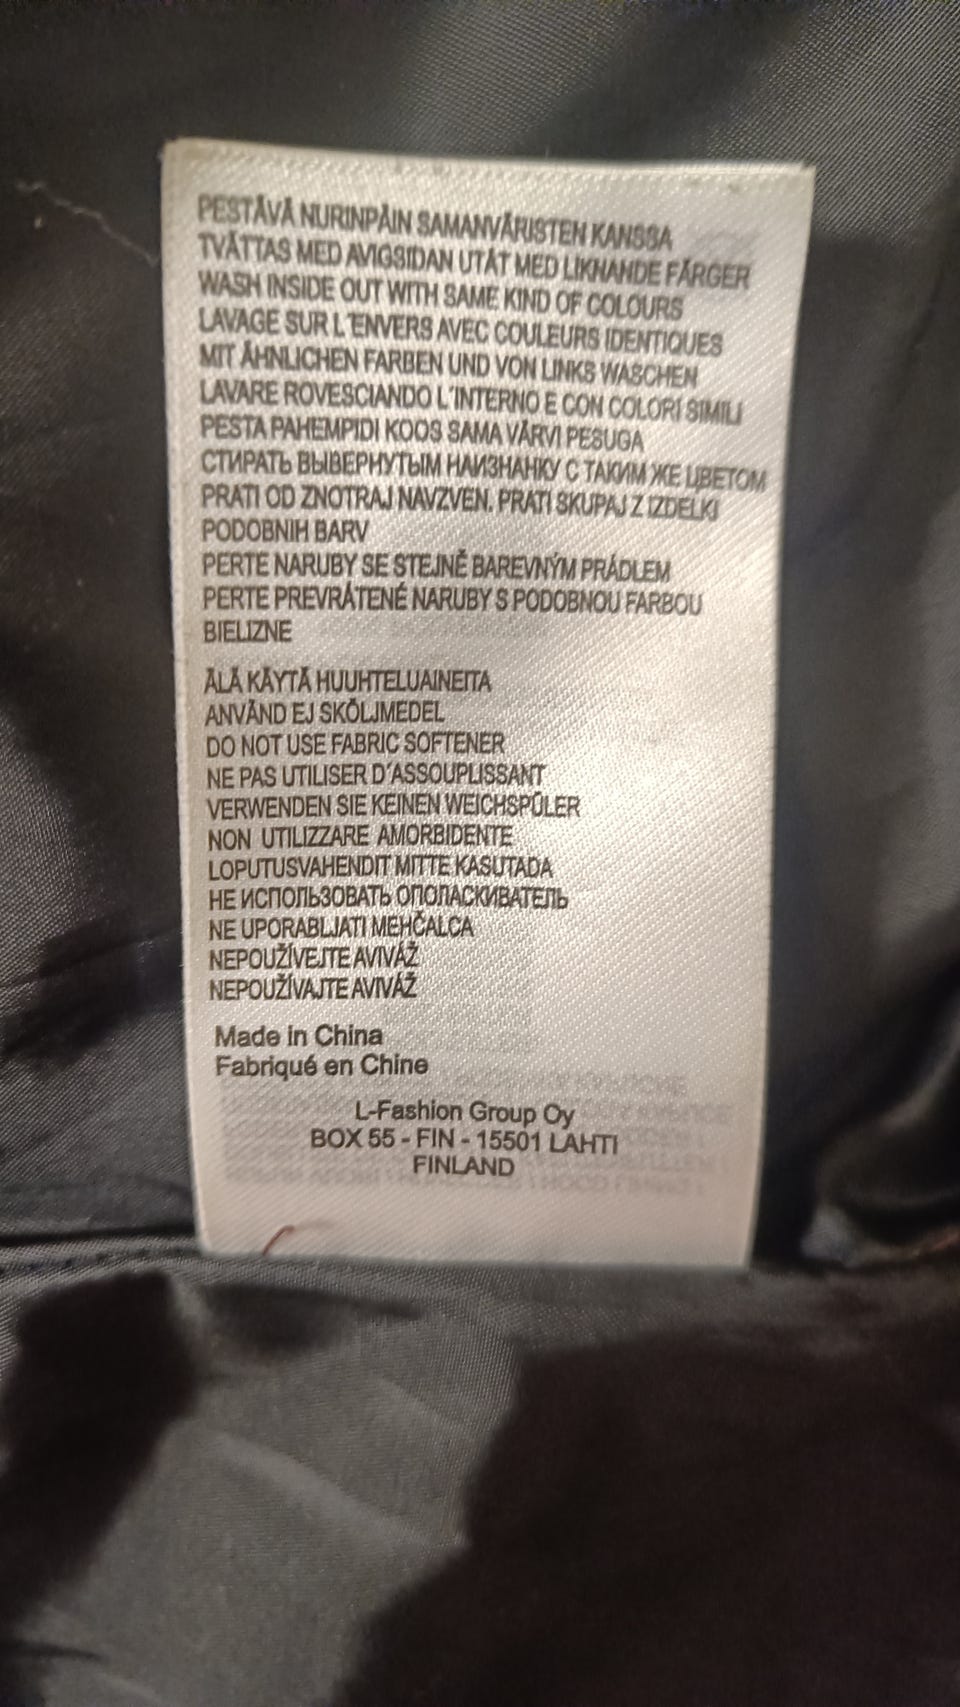 PESTÄVÄ NURINPÄIN SAMANVÄRISTEN KANSSA
TVÄTTAS MED AVIGSIDAN UTÅT MED LIKNANDE FÄRGER
WASH INSIDE OUT WITH SAME KIND OF COLOURS
LAVAGE SUR L´ENVERS AVEC COULEURS IDENTIQUES
MIT ÄHNLICHEN FARBEN UND VON LINKS WASCHEN
LAVARE ROVESCIANDO L´INTERNO E CON COLORI SIMILI
PESTA PAHEMPIDI KOOS SAMA VÄRVI PESUGA
СТИРАТЬ ВЫВЕРНУТЫМ НАИЗНАНКУ С ТАКИМ ЖЕ ЦВЕТОМ
PRATI OD ZNOTRAJ NAVZVEN. PRATI SKUPAJ Z IZDELKI
PODOBNIH BARV
PERTE NARUBY SE STEJNĚ BAREVNÝM PRÁDLEM
PERTE PREVRÁTENÉ NARUBY S PODOBNOU FARBOU
BIELIZNE
ÄLÄ KÄYTÄ HUUHTELUAINEITA
ANVÄND EJ SKÖLJMEDEL
DO NOT USE FABRIC SOFTENER
NE PAS UTILISER D´ASSOUPLISSANT
VERWENDEN SIE KEINEN WEICHSPÜLER
NON UTILIZZARE AMORBIDENTE
LOPUTUSVAHENDIT MITTE KASUTADA
НЕ ИСПОЛЬЗОВАТЬ ОПОЛАСКИВАТЕЛЬ
NE UPORABLJATI MEHČALCA
NEPOUŽÍVEJTE AVIVÁŽ
NEPOUŽÍVAJTE AVIVÁŽ
Made in China
Fabriqué en Chine
L-Fashion Group Oy
BOX 55 - FIN - 15501 LAHTI
FINLAND